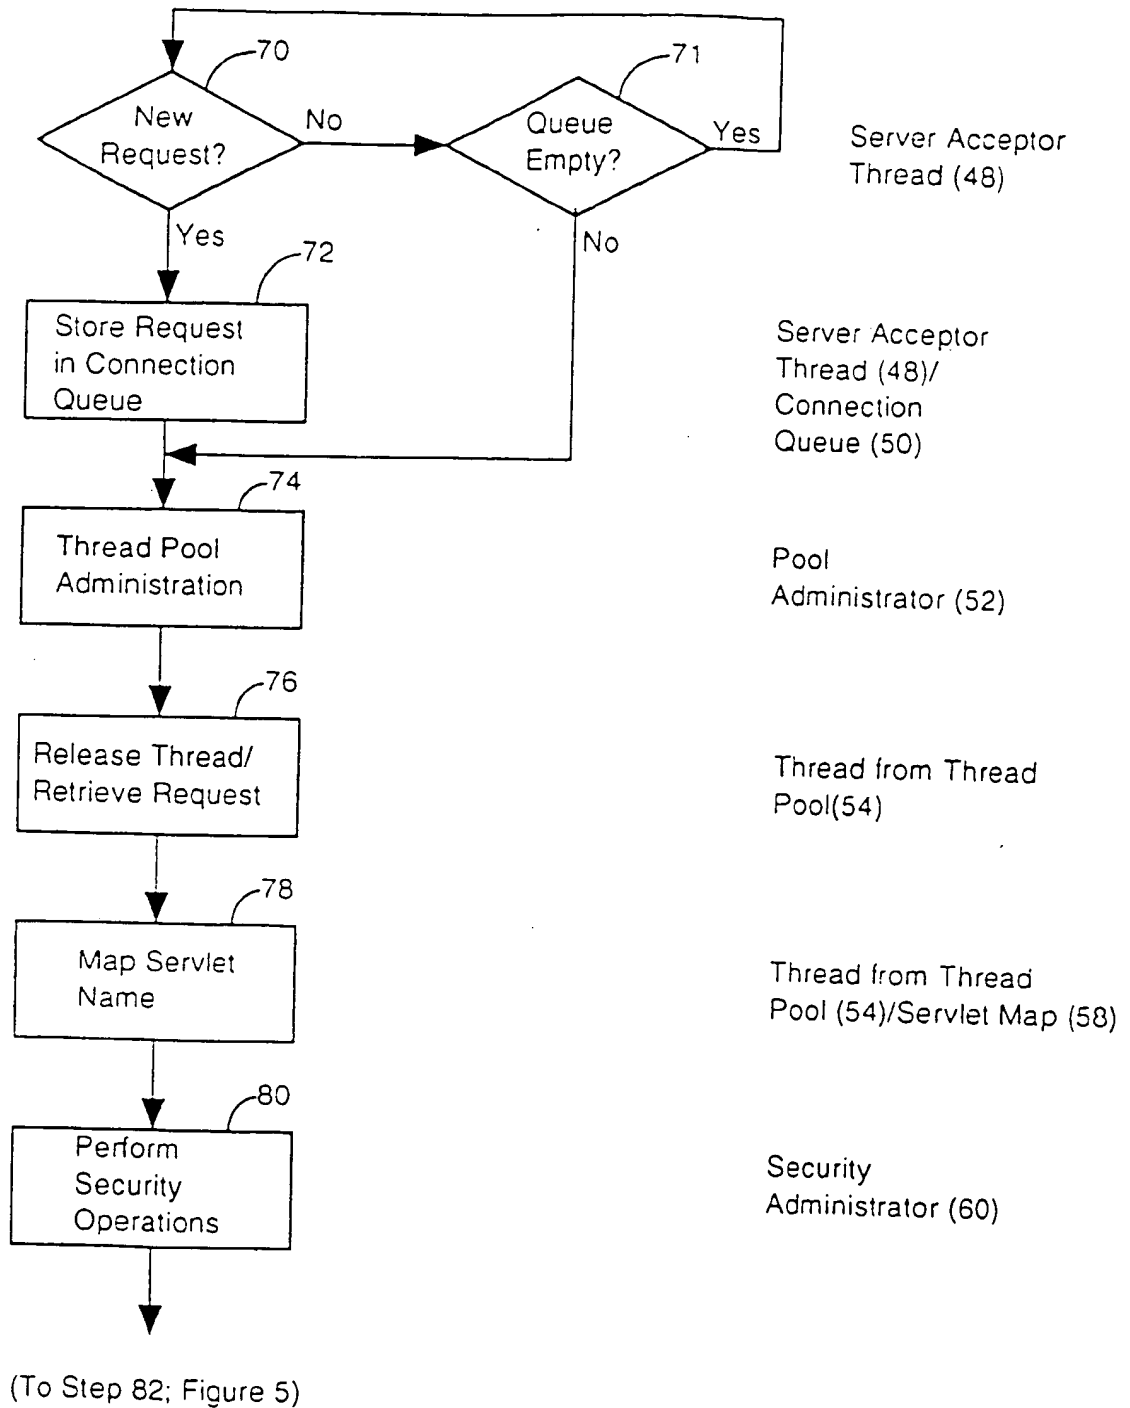 70
71
New
Request?
No
Queue
Empty?
Yes
Server Acceptor
Thread (48)
Yes
No
72
Store Request
in Connection
Queue
Server Acceptor
Thread (48)/
Connection
Queue (50)
74
Thread Pool
Administration
Pool
Administrator (52)
76
Release Thread/
Retrieve Request
Thread from Thread
Pool(54)
78
Map Servlet
Name
Thread from Thread
Pool (54)/Servlet Map (58)
80
Perform
Security
Operations
Security
Administrator (60)
(To Step 82; Figure 5)